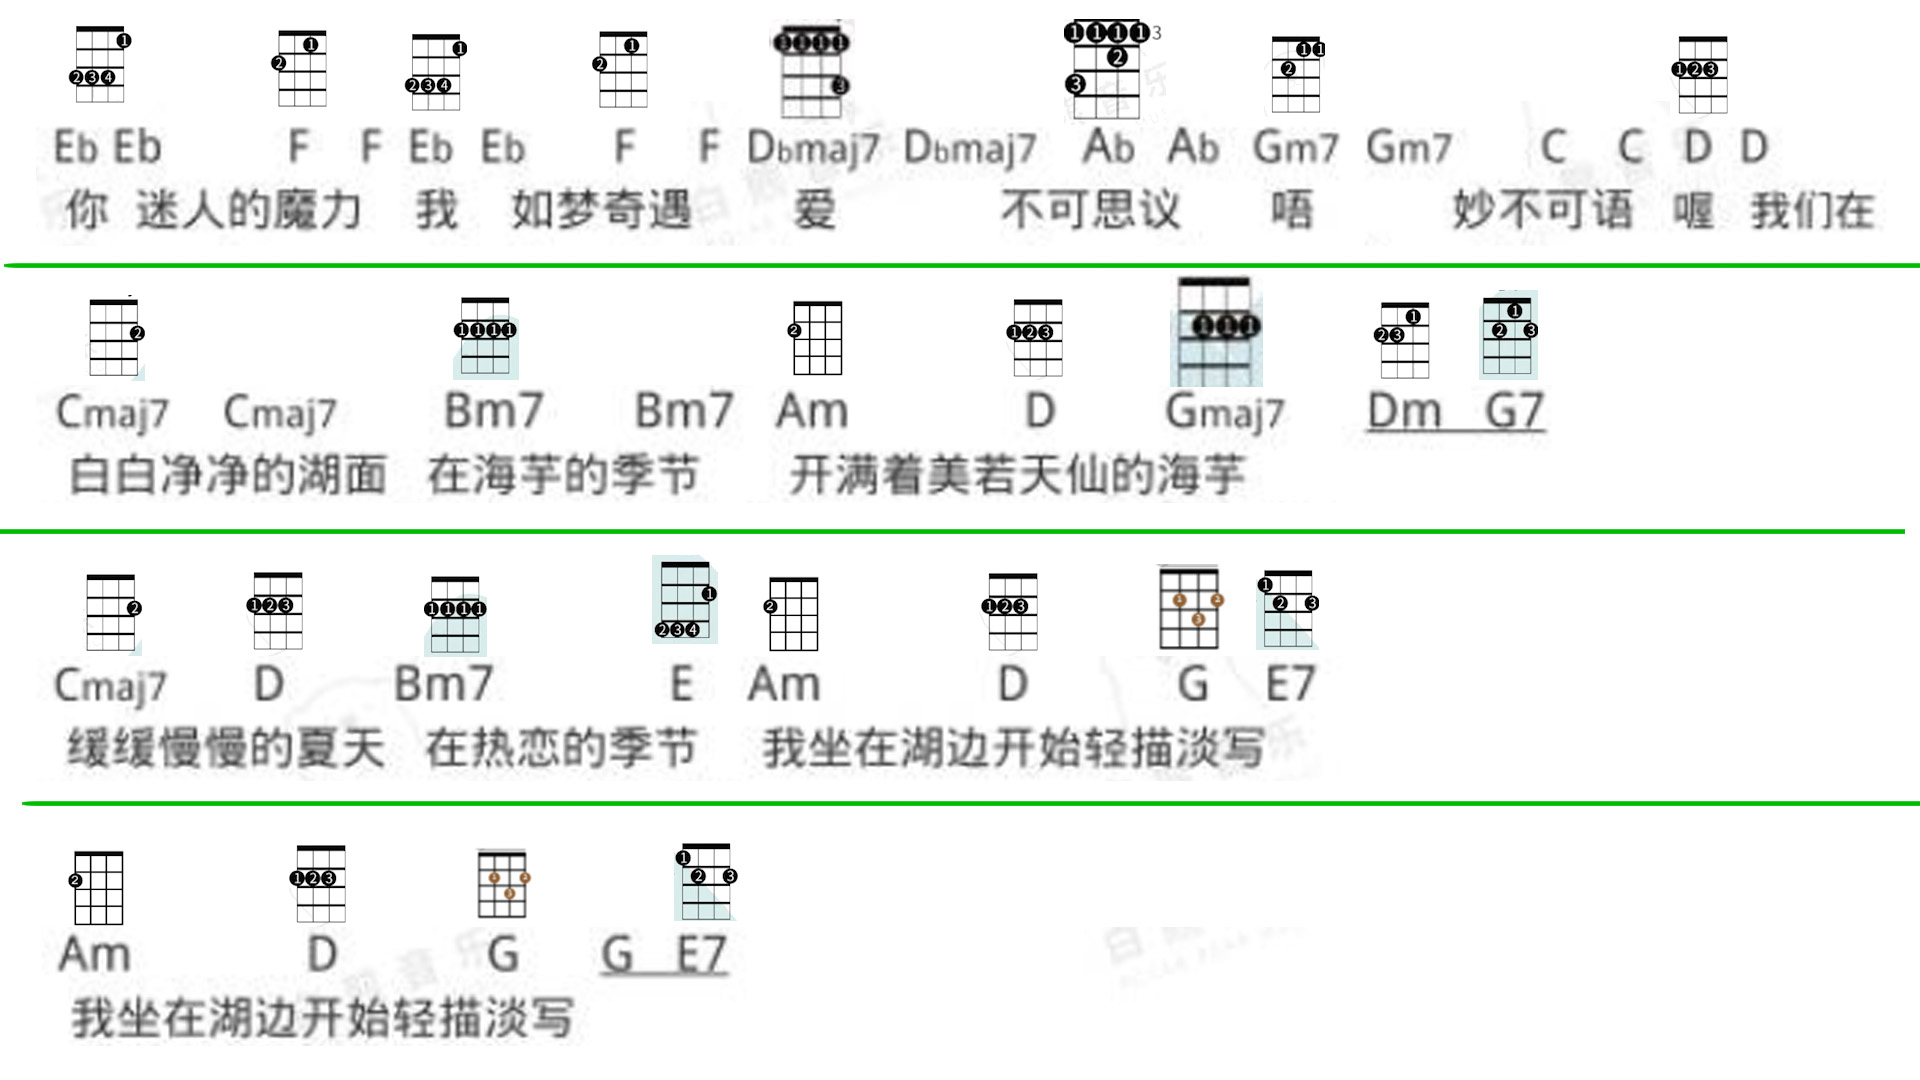 Eb Eb F F Eb Eb F F Dbmaj7 Dbmaj7 Ab Ab Gm7 Gm7 C C D D
你 迷人的魔力 我 如梦奇遇 爱 不可思议 唔 妙不可语 喔 我们在
Cmaj7 Cmaj7 Bm7 Bm7 Am D Gmaj7 Dm G7
白白净净的湖面 在海芋的季节 开满着美若天仙的海芋
Cmaj7 D Bm7 E Am D G E7
缓缓慢慢的夏天 在热恋的季节 我坐在湖边开始轻描淡写
Am D G G E7
我坐在湖边开始轻描淡写